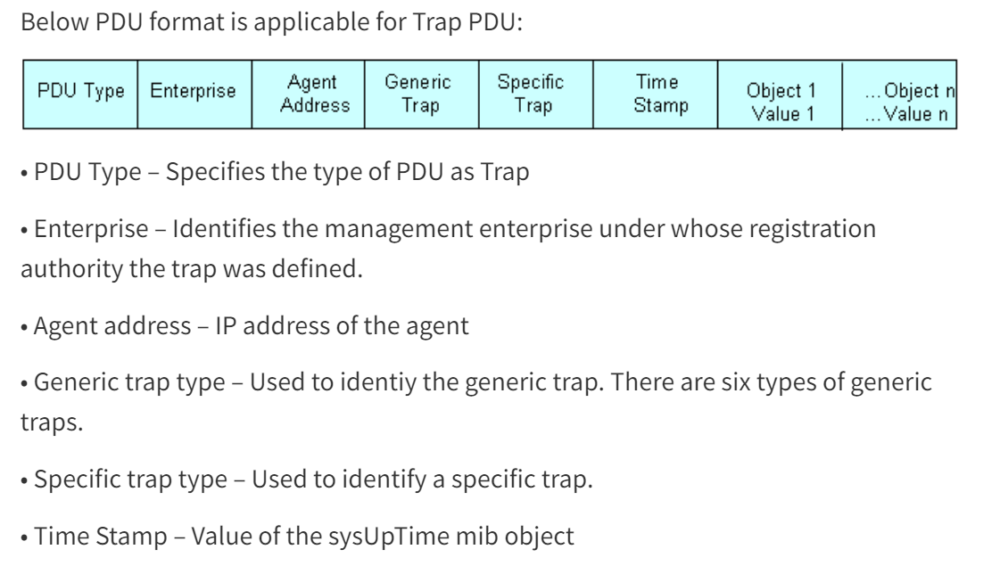 Below PDU format is applicable for Trap PDU:
PDU Type Enterprise Agent Address Generic Trap Specific Trap Time Stamp Object 1 Value 1 ...Object n ...Value n
• PDU Type – Specifies the type of PDU as Trap
• Enterprise – Identifies the management enterprise under whose registration
authority the trap was defined.
• Agent address – IP address of the agent
• Generic trap type – Used to identiy the generic trap. There are six types of generic
traps.
• Specific trap type – Used to identify a specific trap.
• Time Stamp – Value of the sysUpTime mib object